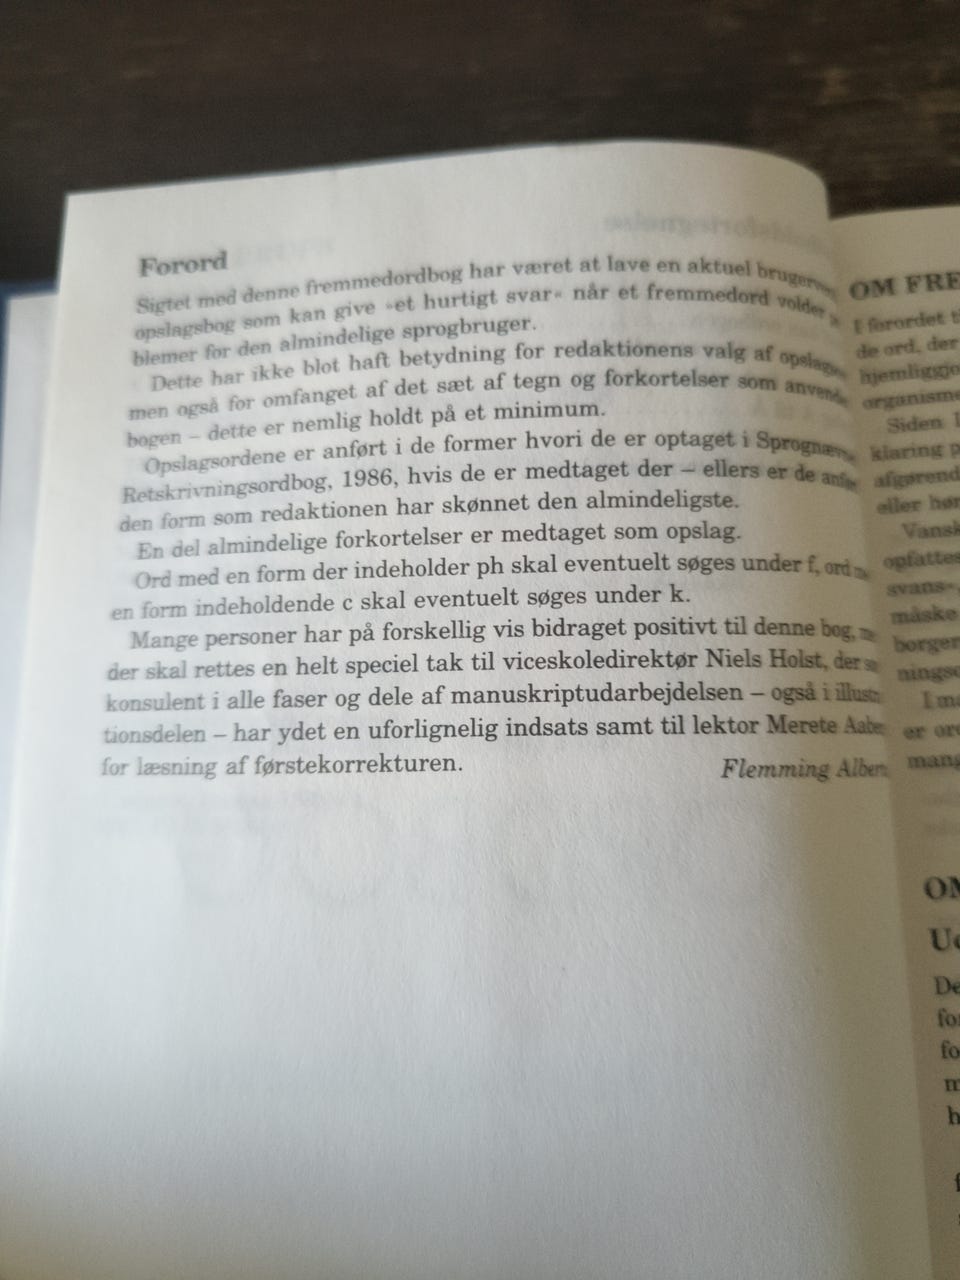 Forord
Sigtet med denne fremmedordbog har været at lave en aktuel
opslagsbog som kan give »et hurtigt svar« når et fremmedord volder
blemer for den almindelige sprogbruger.
Dette har ikke blot haft betydning for redaktionens valg af
men også for omfanget af det sæt af tegn og forkortelser som
bogen – dette er nemlig holdt på et minimum.
Opslagsordene er anført i de former hvori de er optaget i
Retskrivningsordbog, 1986, hvis de er medtaget der – ellers er de
den form som redaktionen har skønnet den almindeligste.
En del almindelige forkortelser er medtaget som opslag.
Ord med en form der indeholder ph skal eventuelt søges under f, ord
en form indeholdende c skal eventuelt søges under k.
Mange personer har på forskellig vis bidraget positivt til denne bog,
der skal rettes en helt speciel tak til viceskoledirektør Niels Holst, der
konsulent i alle faser og dele af manuskriptudarbejdelsen – også i
tionsdelen – har ydet en uforlignelig indsats samt til lektor Merete
for læsning af førstekorrekturen.
Flemming
OM FRE
I forordet
de ord, der
Siden
eller
er
OM